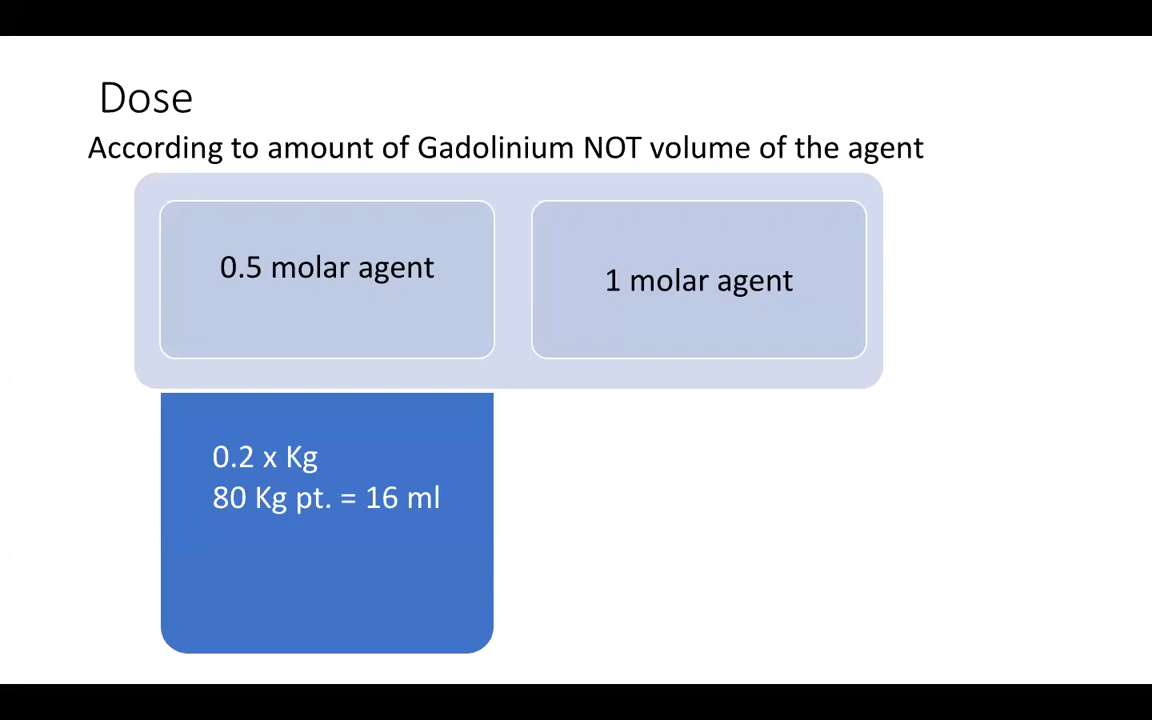 Dose
According to amount of Gadolinium NOT volume of the agent
0.5 molar agent
1 molar agent
0.2 x Kg
80 Kg pt. = 16 ml